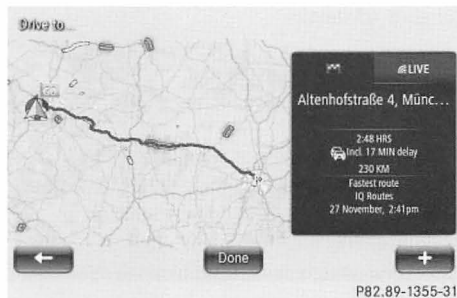 Drive to...
LIVE
Altenhofstraße 4, Münc...
2:48 HRS
Incl. 17 MIN delay
230 KM
Fastest route
IQ Routes
27 November, 2:41pm
Done
P82.89-1355-31